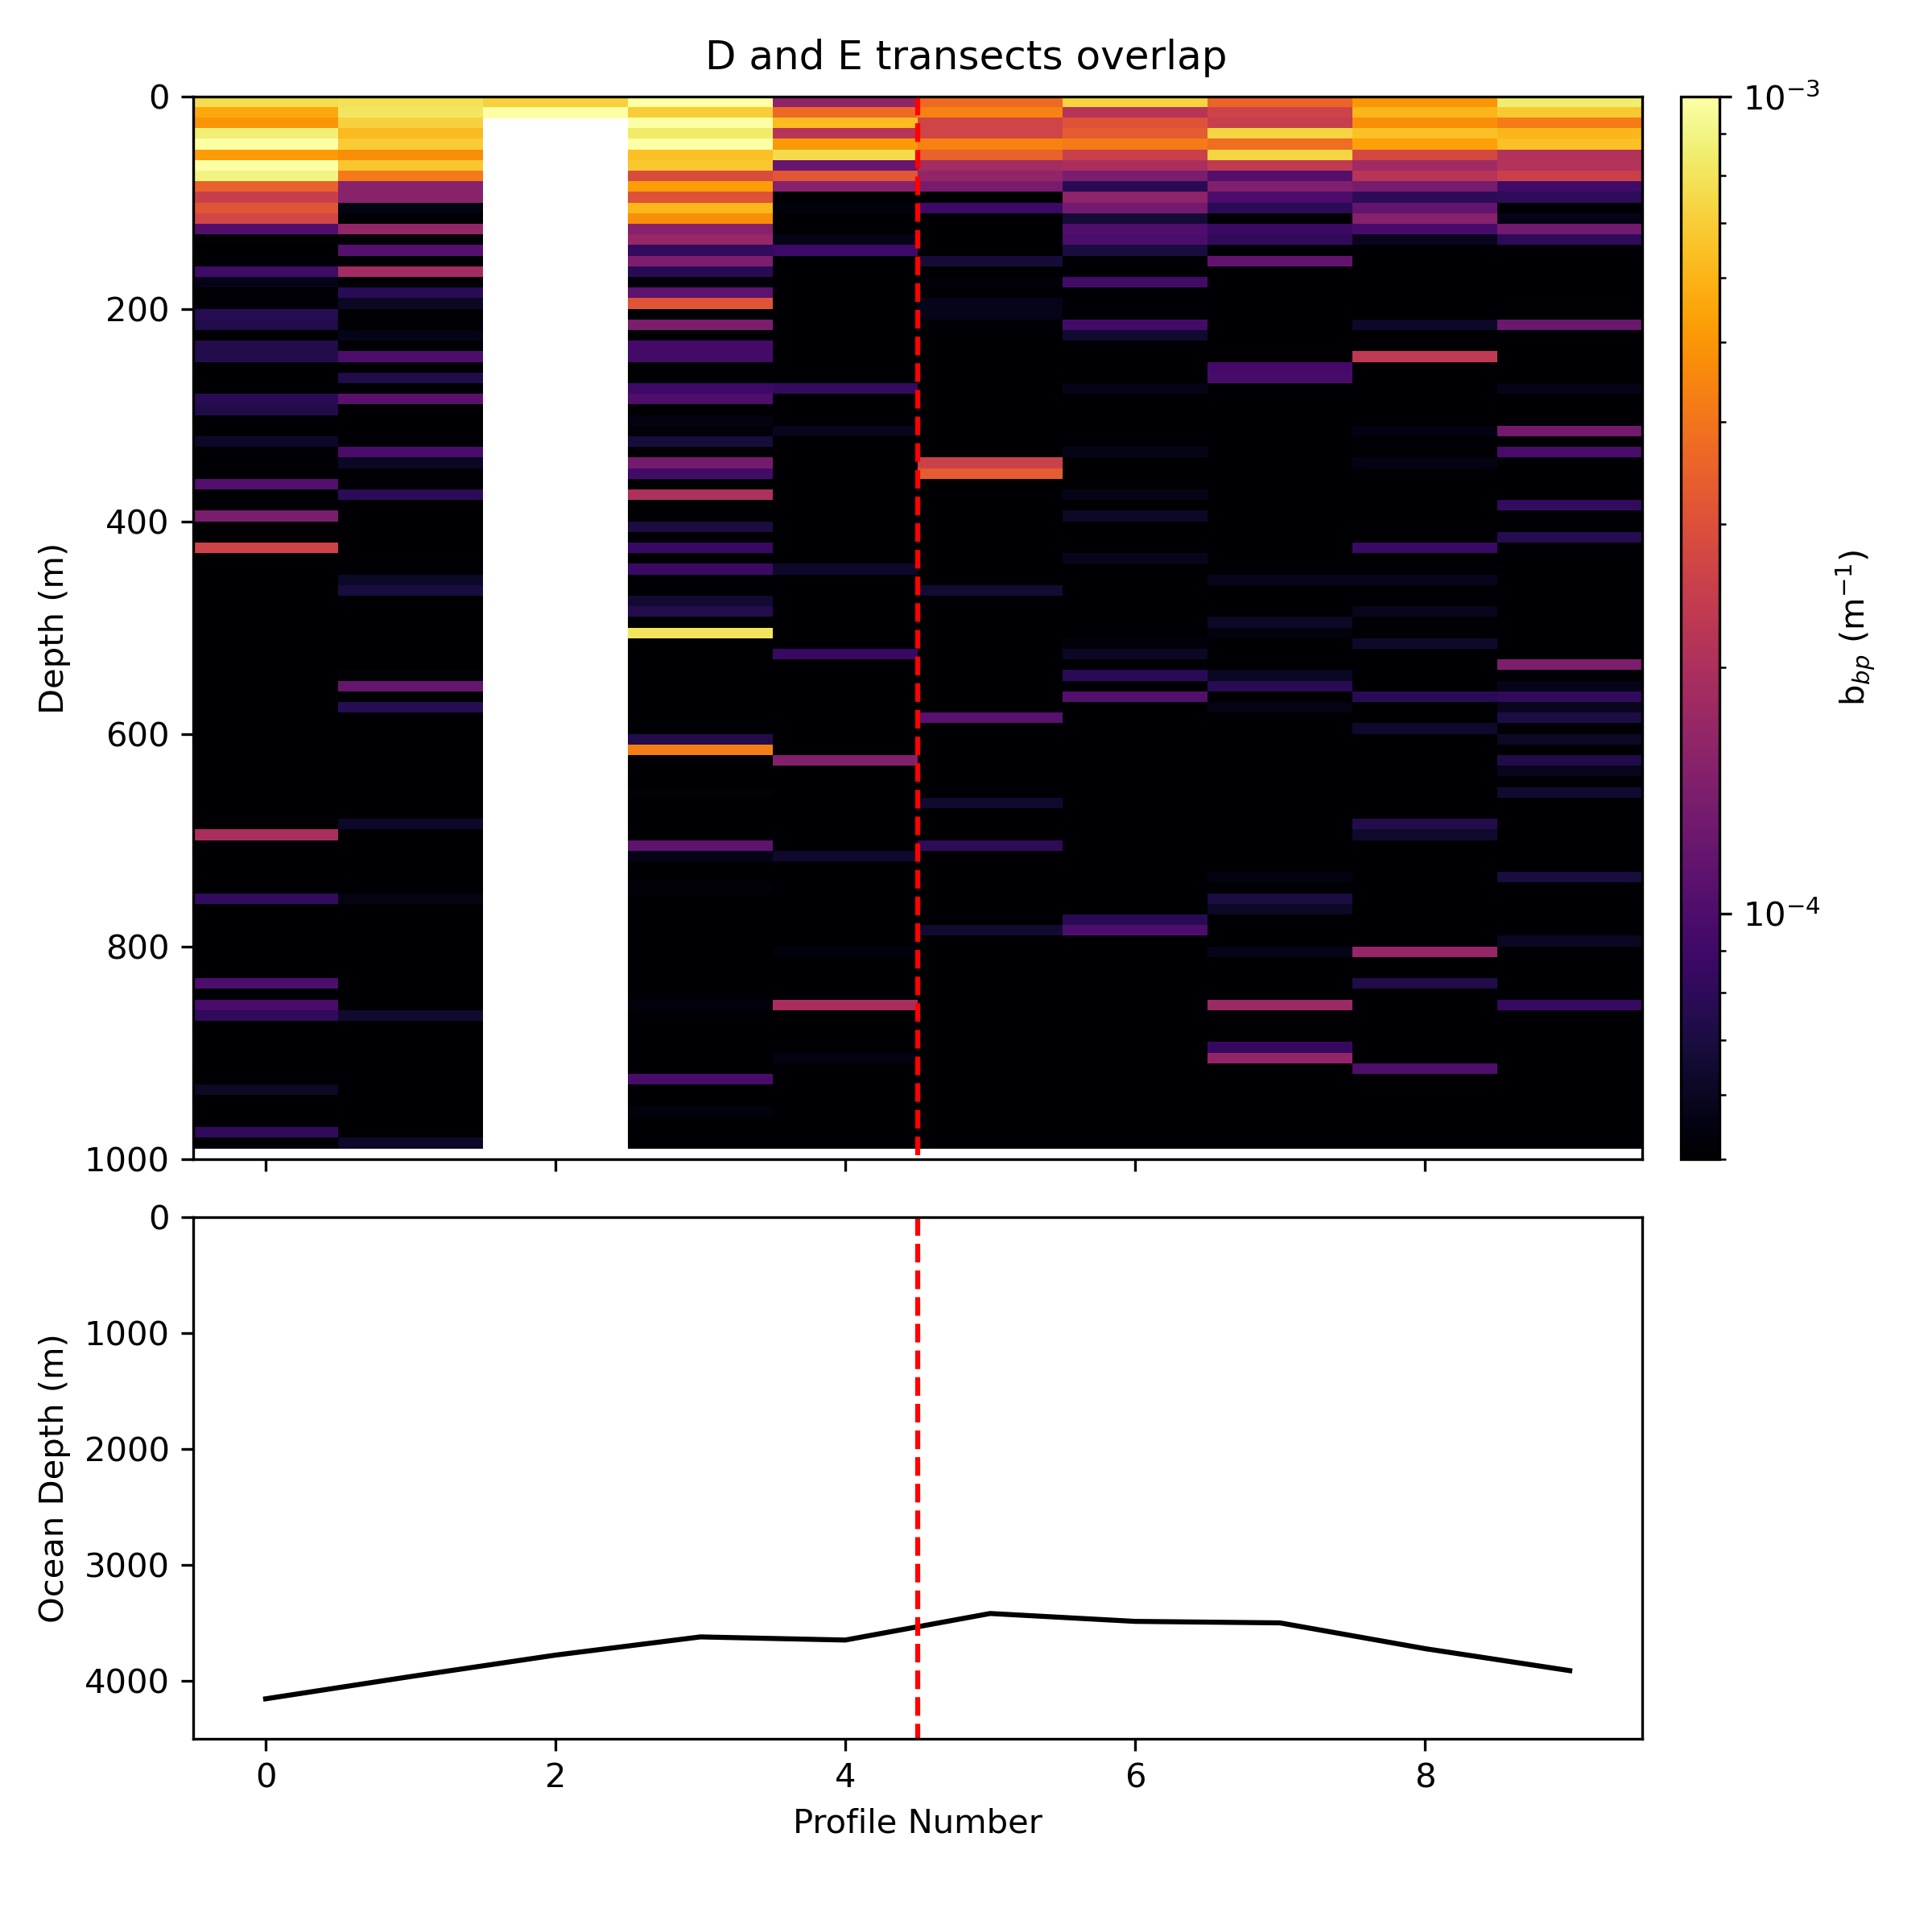 D and E transects overlap
0
200
400
600
800
1000
Depth (m)
10⁻³
10⁻⁴
b_bp (m⁻¹)
0
1000
2000
3000
4000
Ocean Depth (m)
0 2 4 6 8
Profile Number